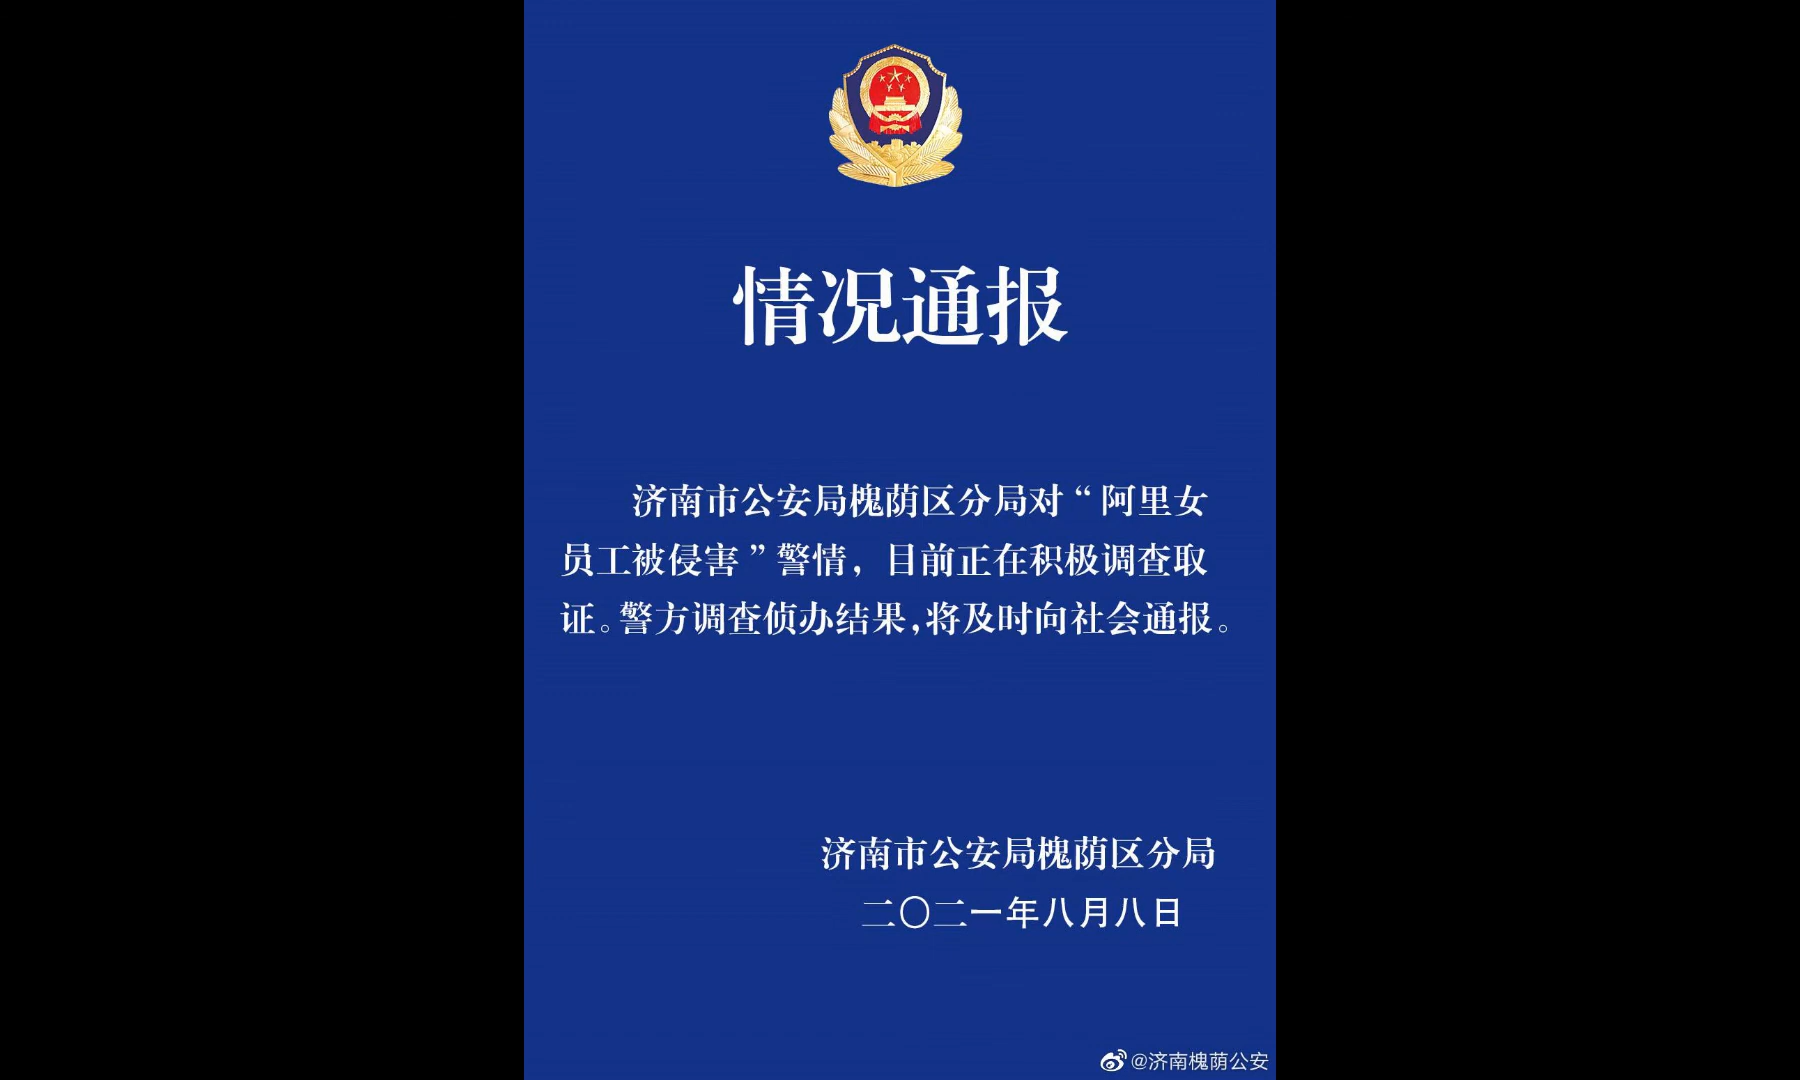 情况通报
济南市公安局槐荫区分局对“阿里女
员工被侵害”警情，目前正在积极调查取
证。警方调查侦办结果,将及时向社会通报。
济南市公安局槐荫区分局
二〇二一年八月八日
@济南槐荫公安